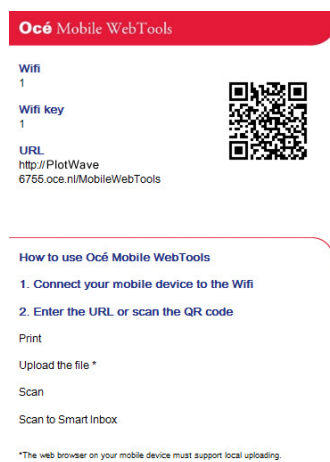 Océ Mobile WebTools
Wifi
1
Wifi key
1
URL
http://PlotWave
6755.oce.nl/MobileWebTools
How to use Océ Mobile WebTools
1. Connect your mobile device to the Wifi
2. Enter the URL or scan the QR code
Print
Upload the file *
Scan
Scan to Smart Inbox
*The web browser on your mobile device must support local uploading.